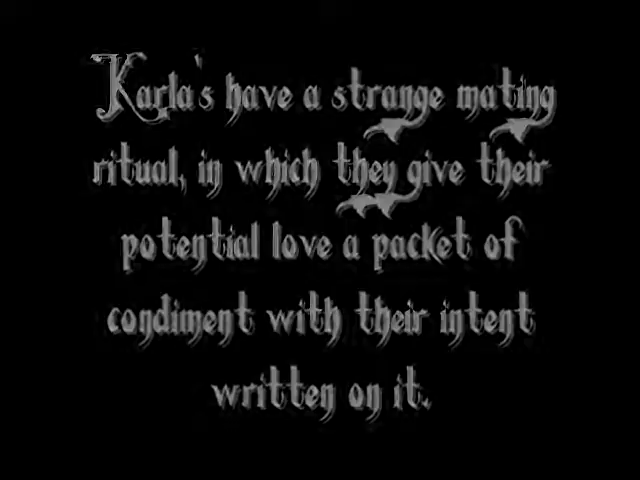 Karla's have a strange mating
ritual, in which they give their
potential love a packet of
condiment with their intent
written on it.